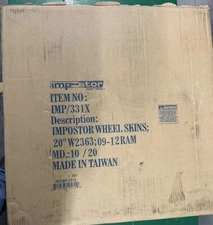 imp-stor
ITEM NO:
IMP/331X
Description:
IMPOSTOR WHEEL SKINS;
20" W2363;09-12RAM
MD.:10 / 20
MADE IN TAIWAN